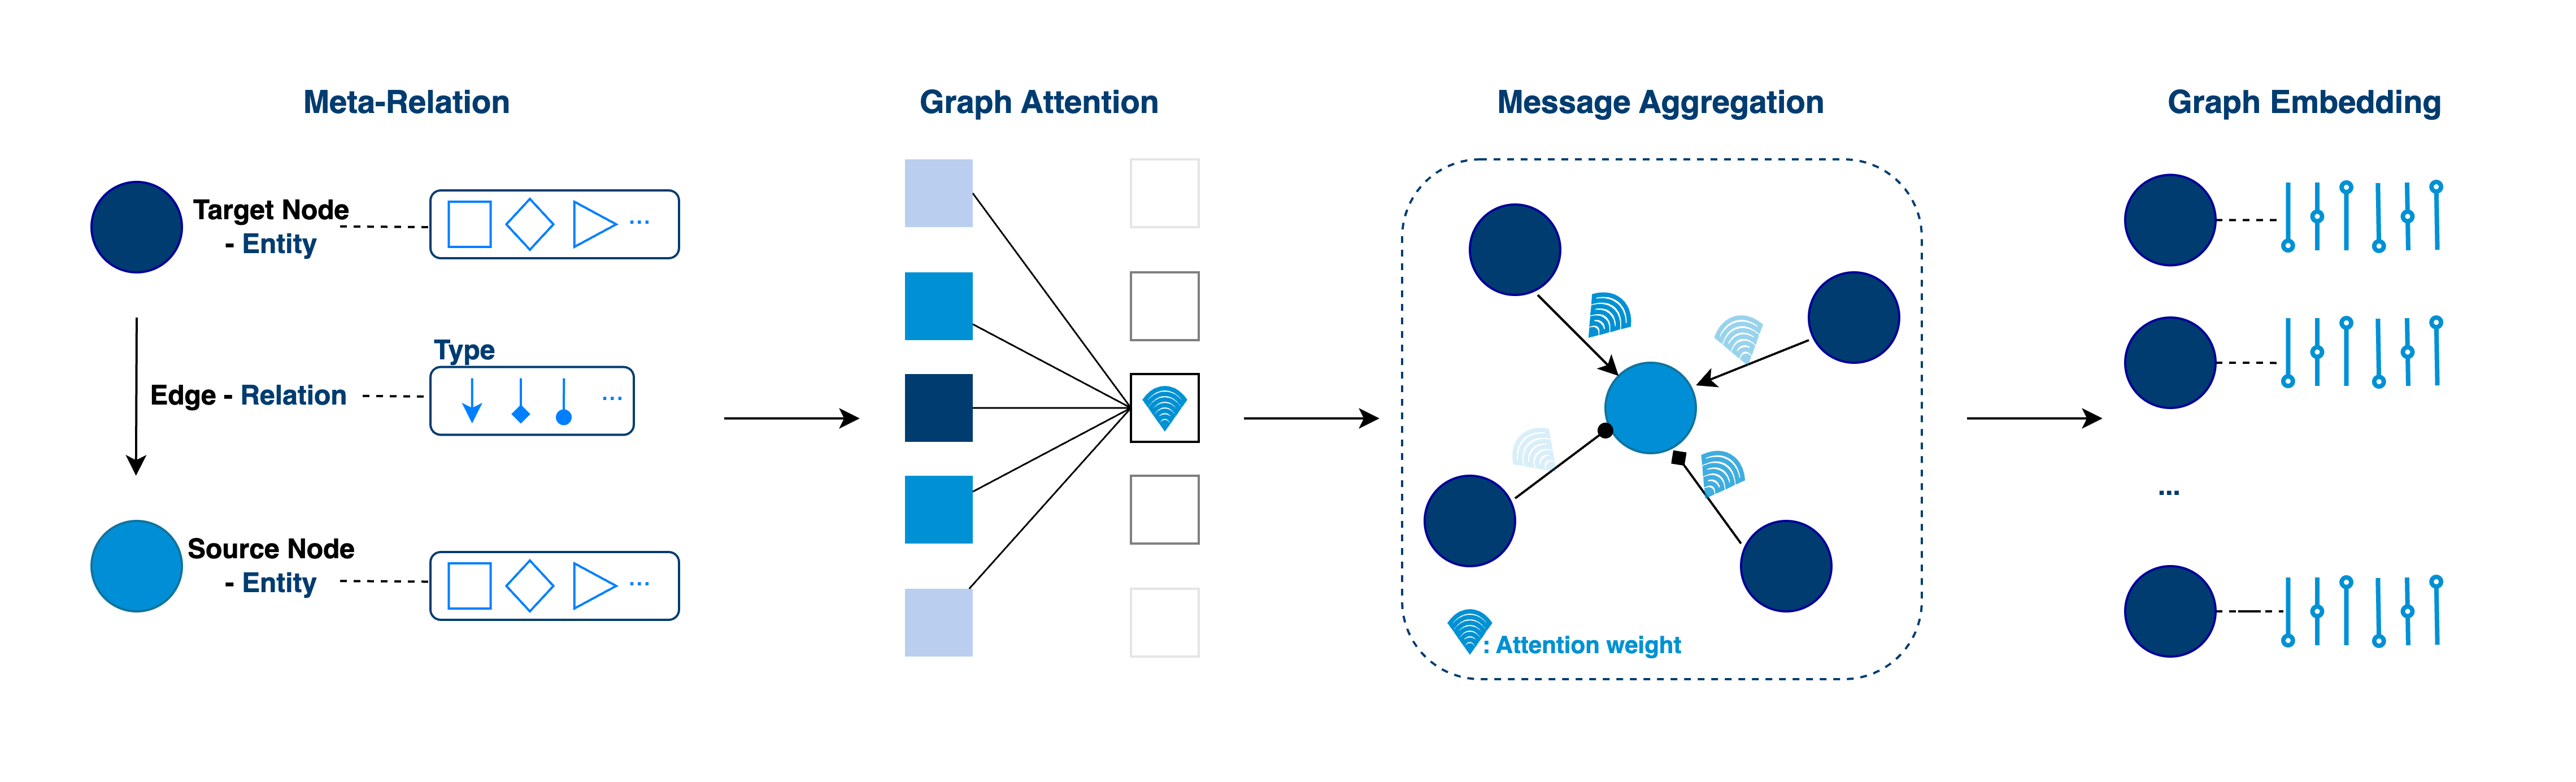 Meta-Relation
Graph Attention
Message Aggregation
Graph Embedding
Target Node
- Entity
...
Type
Edge - Relation
...
Source Node
- Entity
...
: Attention weight
...